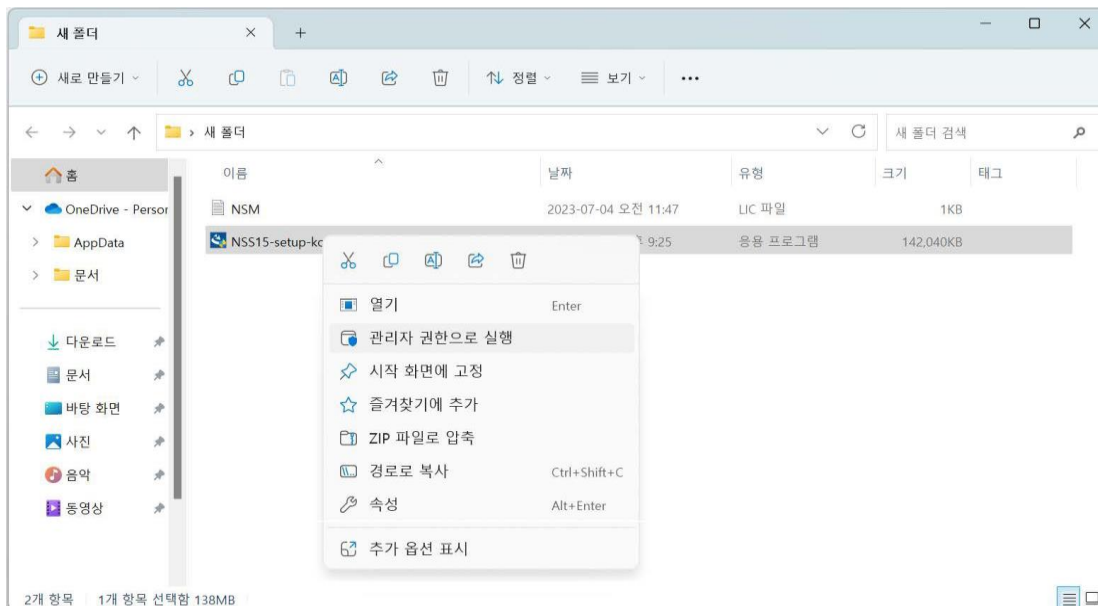 새 폴더
새로 만들기 정렬 보기
새 폴더 새 폴더 검색
홈
OneDrive - Person
AppData
문서
다운로드
문서
바탕 화면
사진
음악
동영상
이름 날짜 유형 크기 태그
NSM 2023-07-04 오전 11:47 LIC 파일 1KB
NSS15-setup-ko 9:25 응용 프로그램 142,040KB
열기 Enter
관리자 권한으로 실행
시작 화면에 고정
즐겨찾기에 추가
ZIP 파일로 압축
경로로 복사 Ctrl+Shift+C
속성 Alt+Enter
추가 옵션 표시
2개 항목 1개 항목 선택함 138MB